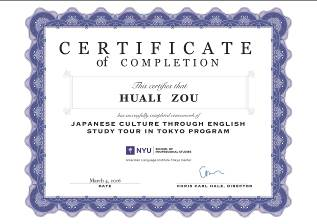 CERTIFICATE
of COMPLETION
This certifies that
HUALI ZOU
has successfully completed coursework of
JAPANESE CULTURE THROUGH ENGLISH
STUDY TOUR IN TOKYO PROGRAM
NYU SCHOOL OF PROFESSIONAL STUDIES
American Language Institute Tokyo Center
March 4, 2016
DATE
CHRIS CARL HALE, DIRECTOR